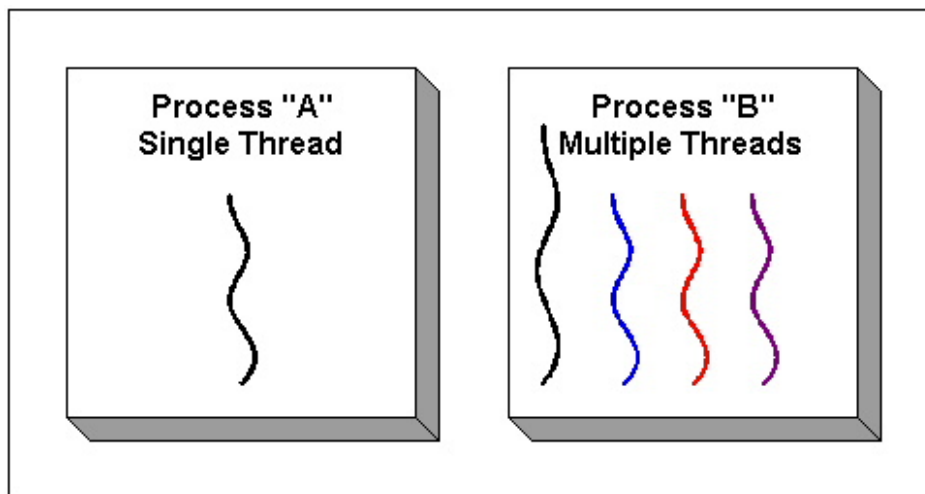 Process "A"
Single Thread
Process "B"
Multiple Threads